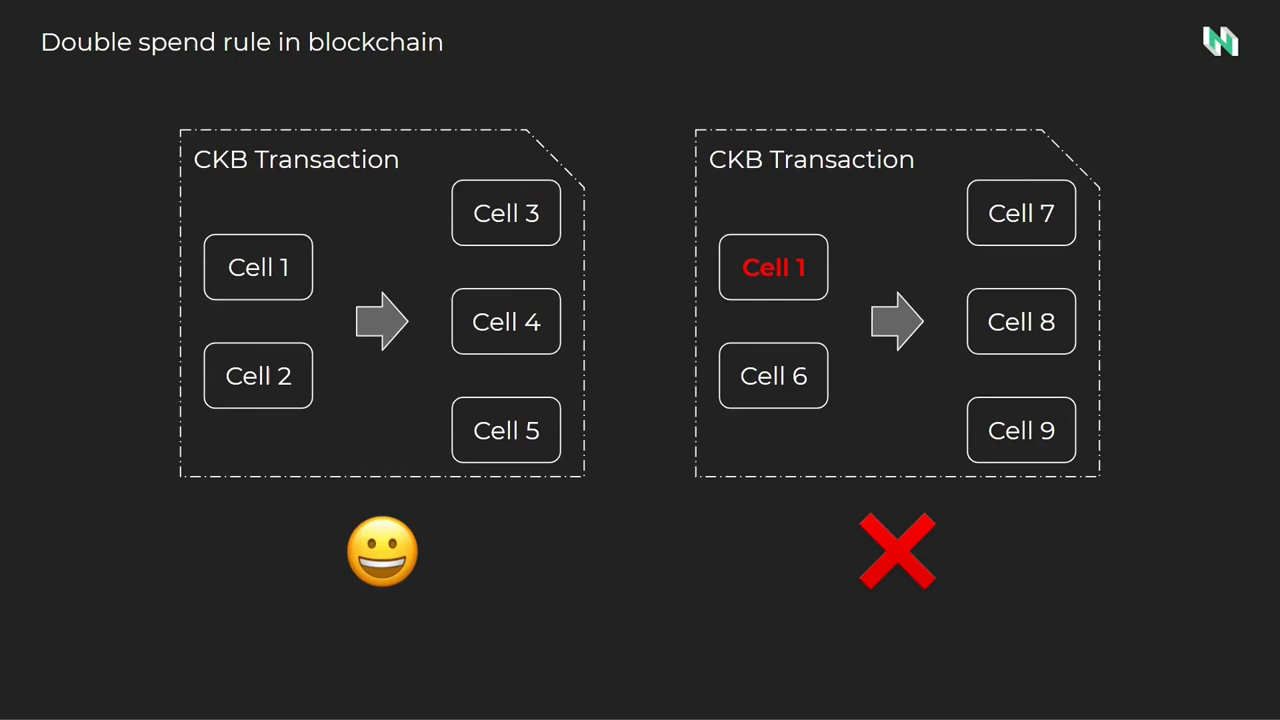 Double spend rule in blockchain
CKB Transaction
Cell 1
Cell 2
Cell 3
Cell 4
Cell 5
CKB Transaction
Cell 1
Cell 6
Cell 7
Cell 8
Cell 9